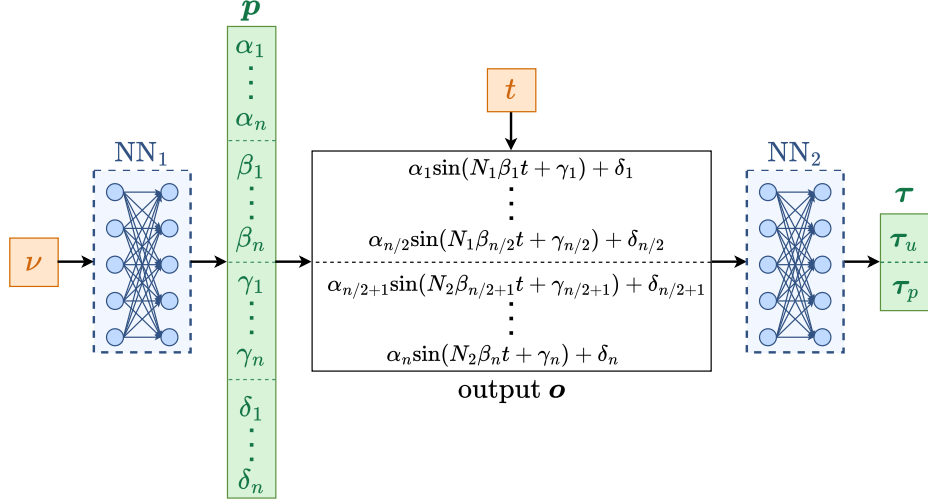 p
α₁
αₙ
β₁
βₙ
γ₁
γₙ
δ₁
δₙ
ν
NN₁
t
α₁sin(N₁β₁t + γ₁) + δ₁
αₙ/₂sin(N₁βₙ/₂t + γₙ/₂) + δₙ/₂
αₙ/₂₊₁sin(N₂βₙ/₂₊₁t + γₙ/₂₊₁) + δₙ/₂₊₁
αₙsin(N₂βₙt + γₙ) + δₙ
output o
NN₂
τ
τᵤ
τₚ